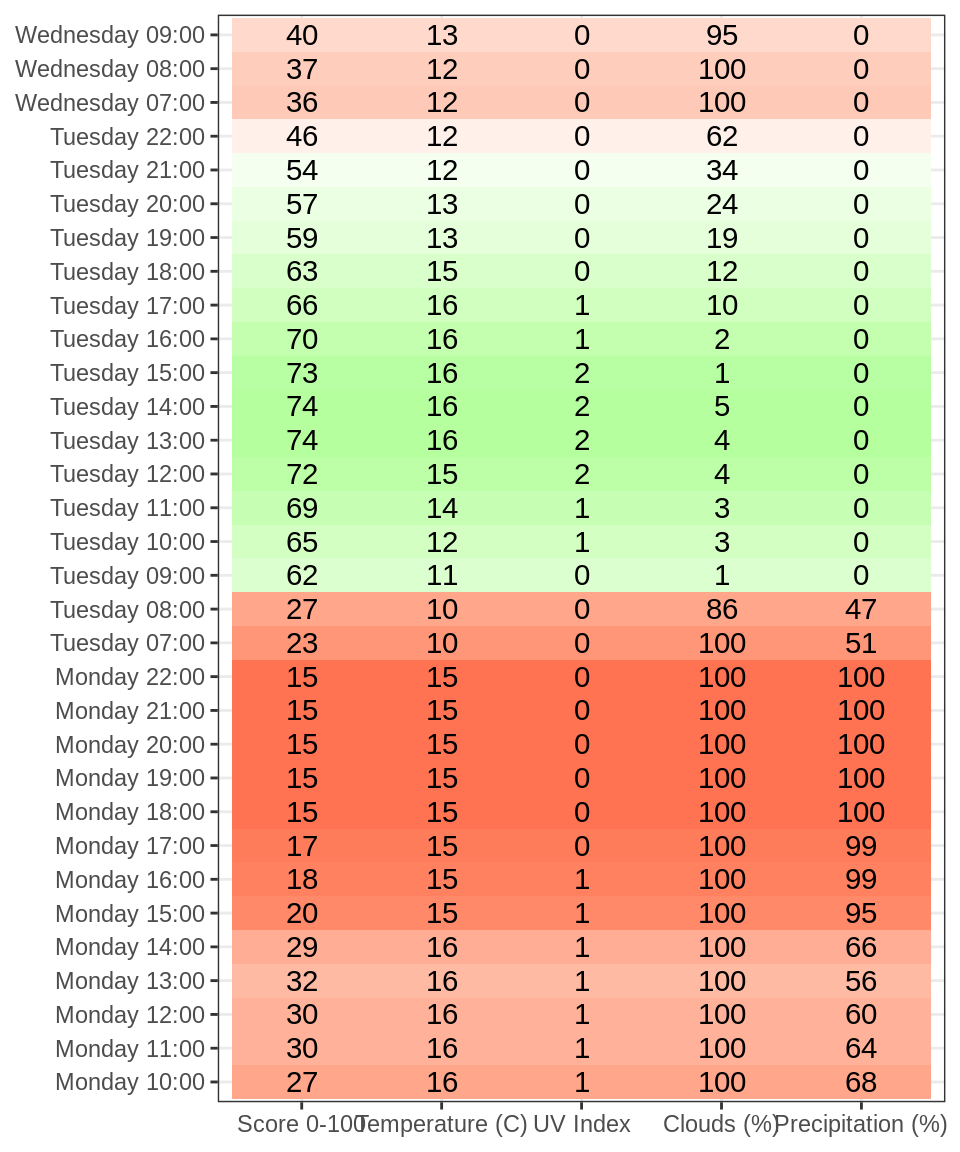 Wednesday 09:00 40 13 0 95 0
Wednesday 08:00 37 12 0 100 0
Wednesday 07:00 36 12 0 100 0
Tuesday 22:00 46 12 0 62 0
Tuesday 21:00 54 12 0 34 0
Tuesday 20:00 57 13 0 24 0
Tuesday 19:00 59 13 0 19 0
Tuesday 18:00 63 15 0 12 0
Tuesday 17:00 66 16 1 10 0
Tuesday 16:00 70 16 1 2 0
Tuesday 15:00 73 16 2 1 0
Tuesday 14:00 74 16 2 5 0
Tuesday 13:00 74 16 2 4 0
Tuesday 12:00 72 15 2 4 0
Tuesday 11:00 69 14 1 3 0
Tuesday 10:00 65 12 1 3 0
Tuesday 09:00 62 11 0 1 0
Tuesday 08:00 27 10 0 86 47
Tuesday 07:00 23 10 0 100 51
Monday 22:00 15 15 0 100 100
Monday 21:00 15 15 0 100 100
Monday 20:00 15 15 0 100 100
Monday 19:00 15 15 0 100 100
Monday 18:00 15 15 0 100 100
Monday 17:00 17 15 0 100 99
Monday 16:00 18 15 1 100 99
Monday 15:00 20 15 1 100 95
Monday 14:00 29 16 1 100 66
Monday 13:00 32 16 1 100 56
Monday 12:00 30 16 1 100 60
Monday 11:00 30 16 1 100 64
Monday 10:00 27 16 1 100 68
Score 0-100 Temperature (C) UV Index Clouds (%) Precipitation (%)